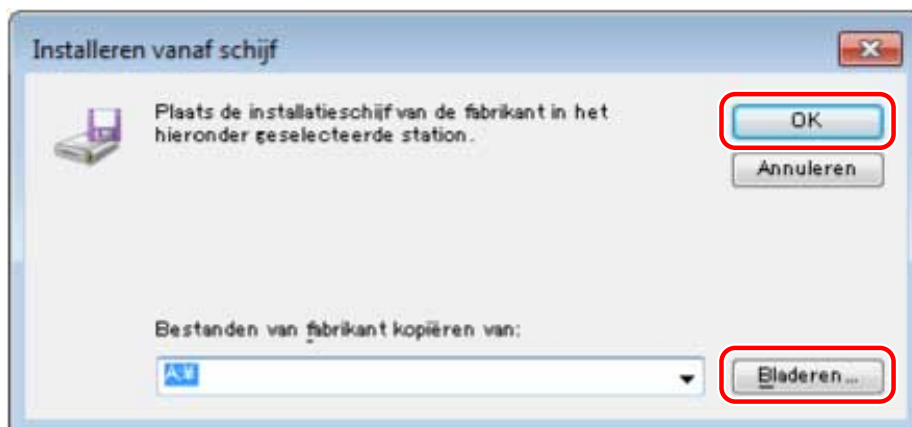 Installeren vanaf schijf
Plaats de installatieschijf van de fabrikant in het
hieronder geselecteerde station.
OK
Annuleren
Bestanden van fabrikant kopiëren van:
A:¥
Bladeren...